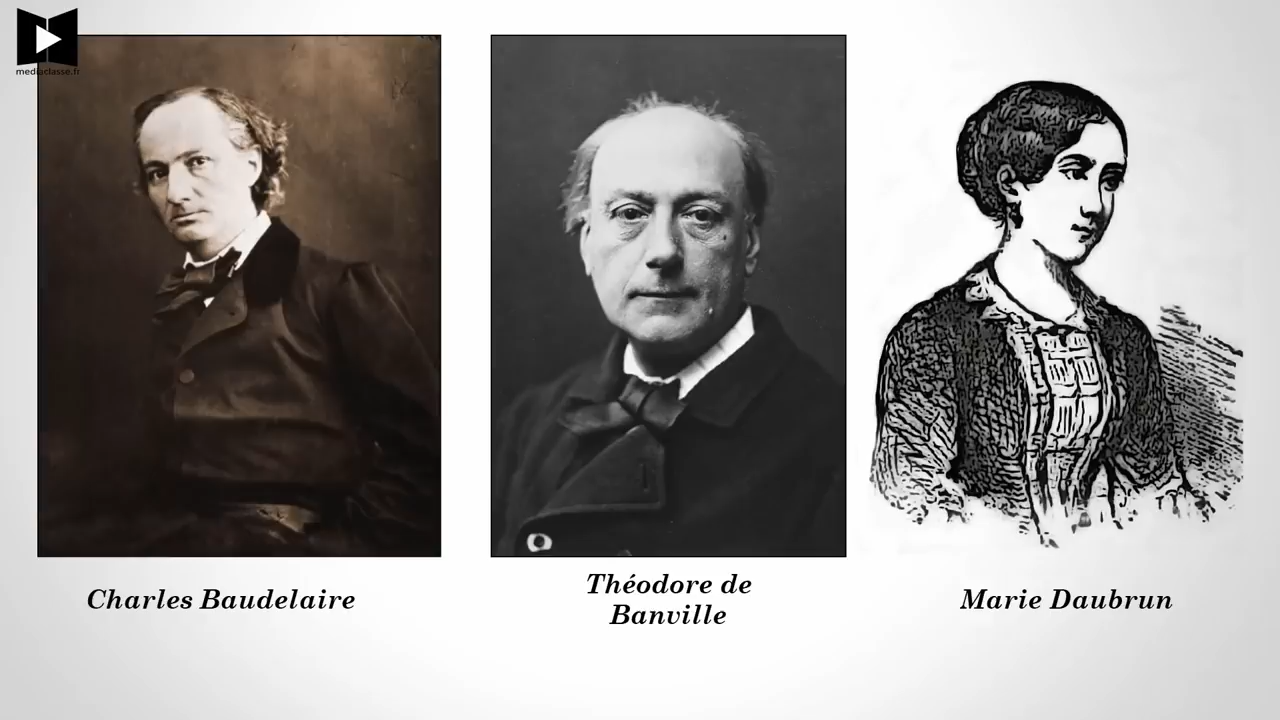 mediaclasse.fr
Charles Baudelaire
Théodore de
Banville
Marie Daubrun